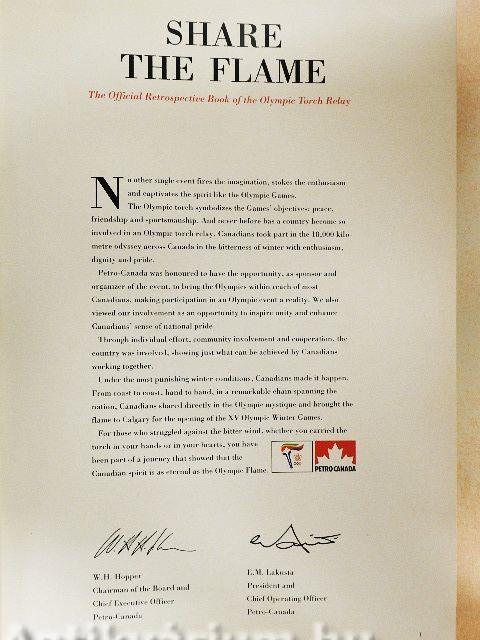 SHARE
THE FLAME
The Official Retrospective Book of the Olympic Torch Relay
No other single event fires the imagination, stokes the enthusiasm
and captivates the spirit like the Olympic Games.
The Olympic torch symbolizes the Games' objectives: peace,
friendship and sportsmanship. And never before has a country become so
involved in an Olympic torch relay. Canadians took part in the 18,000 kilo
metre odyssey across Canada in the bitterness of winter with enthusiasm,
dignity and pride.
Petro-Canada was honoured to have the opportunity, as sponsor and
organizer of the event, to bring the Olympics within reach of most
Canadians, making participation in an Olympic event a reality. We also
viewed our involvement as an opportunity to inspire unity and enhance
Canadians' sense of national pride
Through individual effort, community involvement and cooperation, the
country was involved, showing just what can be achieved by Canadians
working together.
Under the most punishing winter conditions, Canadians made it happen.
From coast to coast, hand to hand, in a remarkable chain spanning the
nation, Canadians shared directly in the Olympic mystique and brought the
flame to Calgary for the opening of the XV Olympic Winter Games.
For those who struggled against the bitter wind, whether you carried the
torch in your hands or in your hearts, you have
been part of a journey that showed that the
Canadian spirit is as eternal as the Olympic Flame.
PETRO-CANADA
W.H. Hopper
Chairman of the Board and
Chief Executive Officer
Petro-Canada
E.M. Lakusta
President and
Chief Operating Officer
Petro-Canada